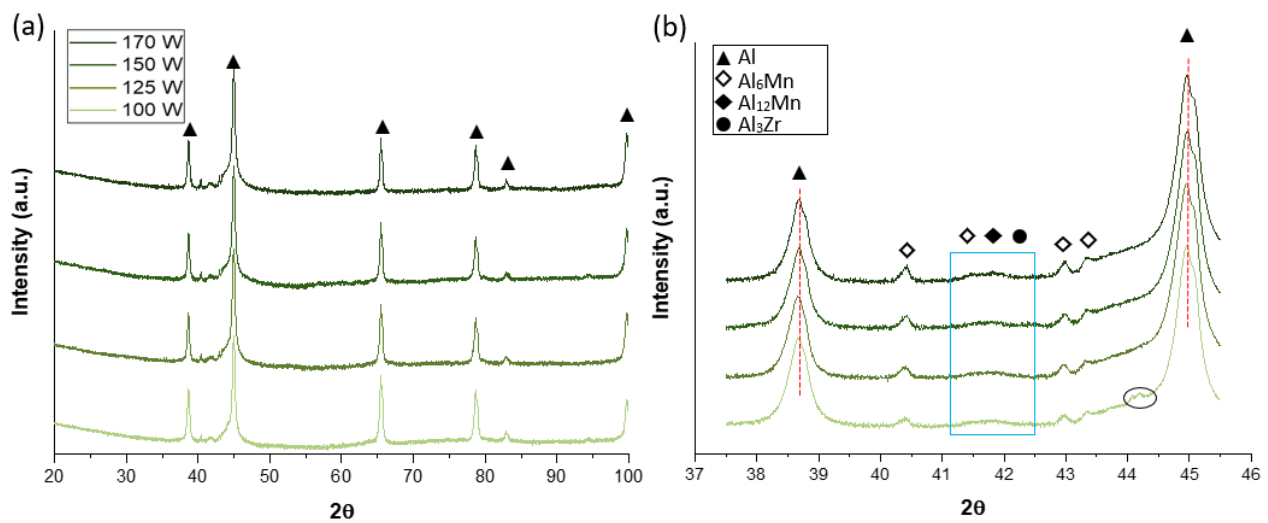 (a)
170 W
150 W
125 W
100 W
Intensity (a.u.)
20 30 40 50 60 70 80 90 100
2θ
(b)
Al
Al₆Mn
Al₁₂Mn
Al₃Zr
Intensity (a.u.)
37 38 39 40 41 42 43 44 45 46
2θ